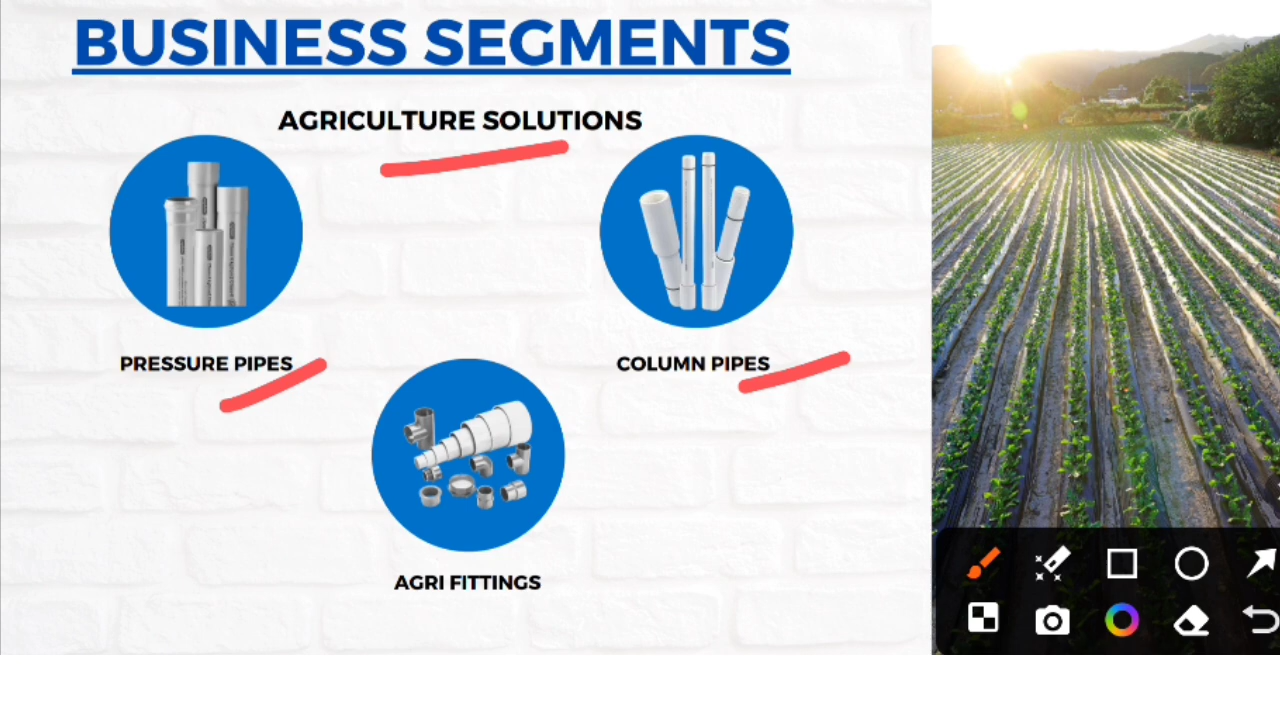 BUSINESS SEGMENTS
AGRICULTURE SOLUTIONS
PRESSURE PIPES
COLUMN PIPES
AGRI FITTINGS